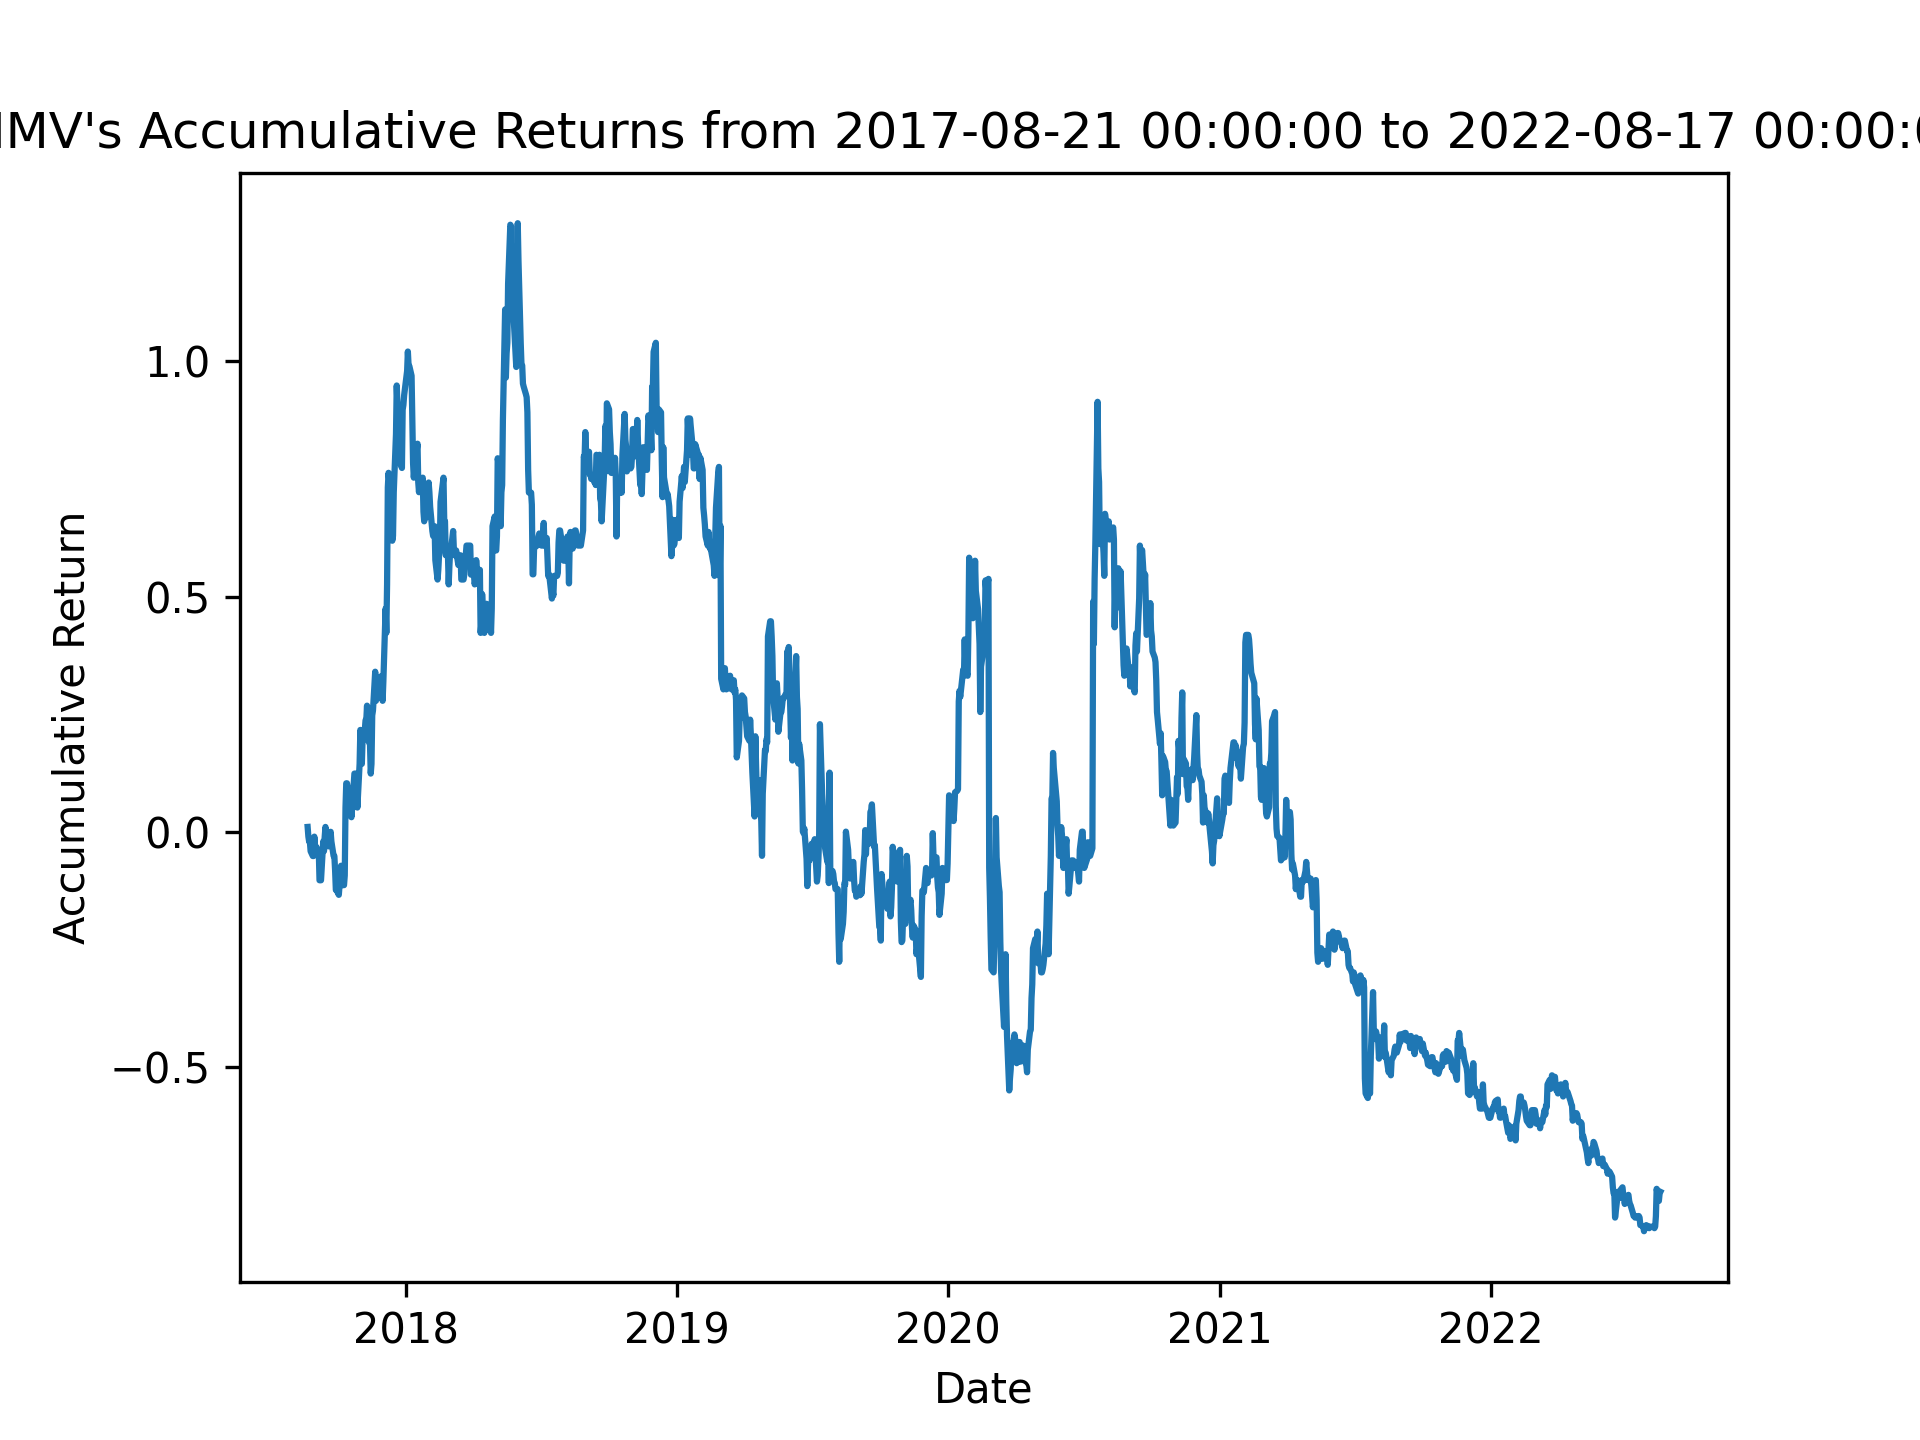 MV's Accumulative Returns from 2017-08-21 00:00:00 to 2022-08-17 00:00:0
1.0
0.5
0.0
−0.5
Accumulative Return
2018 2019 2020 2021 2022
Date